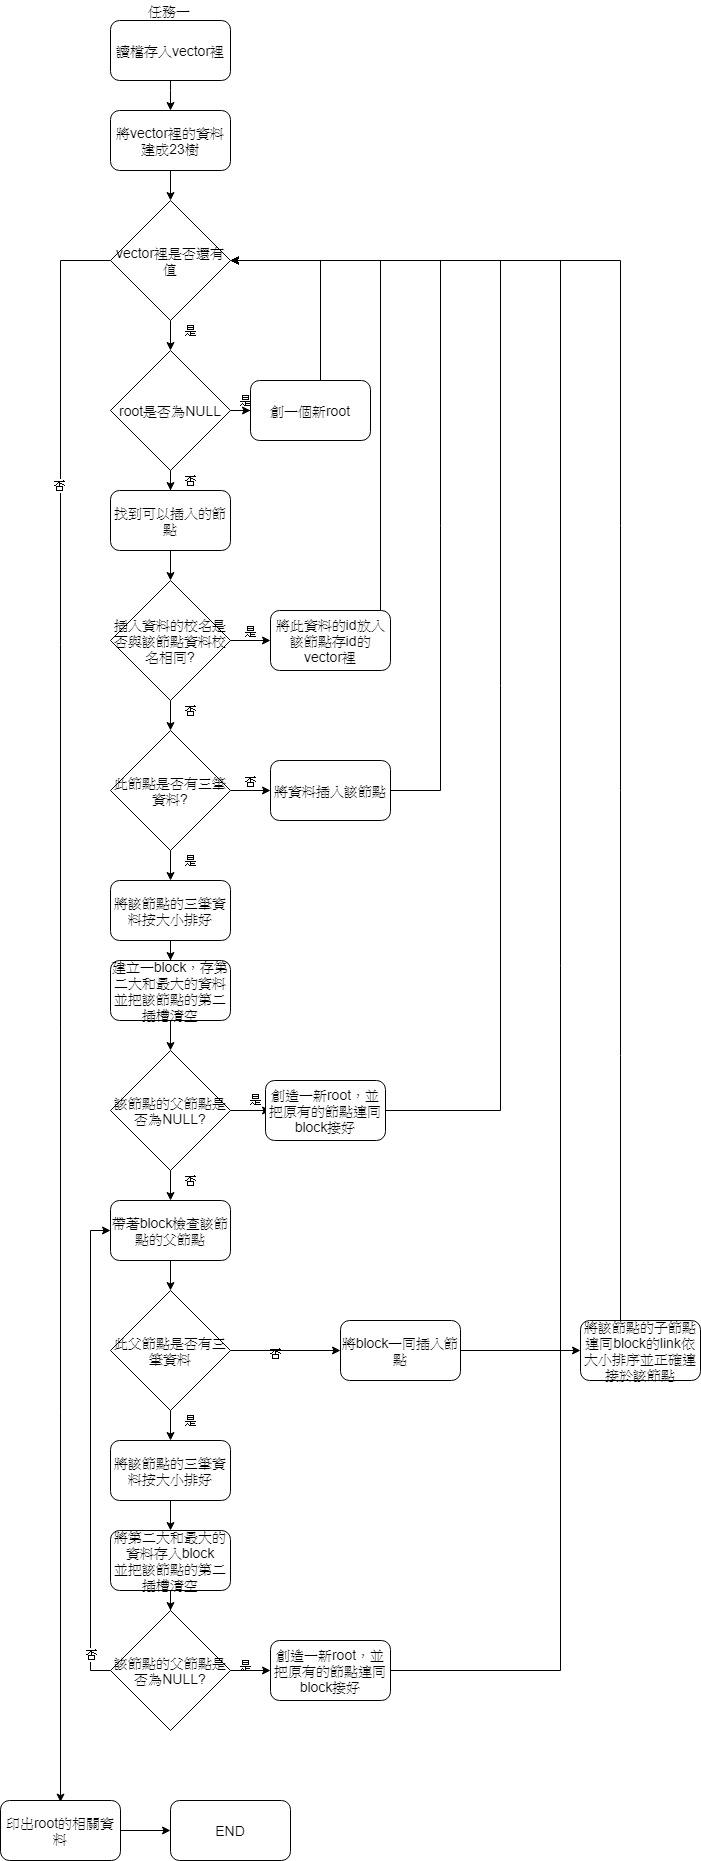 任務一
讀檔存入vector裡
將vector裡的資料
建成23樹
vector裡是否還有
值
是
root是否為NULL
是
創一個新root
否
否
找到可以插入的節
點
插入資料的校名是
否與該節點資料校
名相同?
是
將此資料的id放入
該節點存id的
vector裡
否
此節點是否有三筆
資料?
否
將資料插入該節點
是
將該節點的三筆資
料按大小排好
建立一block，存第
二大和最大的資料
並把該節點的第二
插槽清空
該節點的父節點是
否為NULL?
是
創造一新root，並
把原有的節點連同
block接好
否
帶著block檢查該節
點的父節點
此父節點是否有三
筆資料
否
將block一同插入節
點
將該節點的子節點
連同block的link依
大小排序並正確連
接於該節點
是
將該節點的三筆資
料按大小排好
將第二大和最大的
資料存入block
並把該節點的第二
插槽清空
否
該節點的父節點是
否為NULL?
是
創造一新root，並
把原有的節點連同
block接好
印出root的相關資
料
END